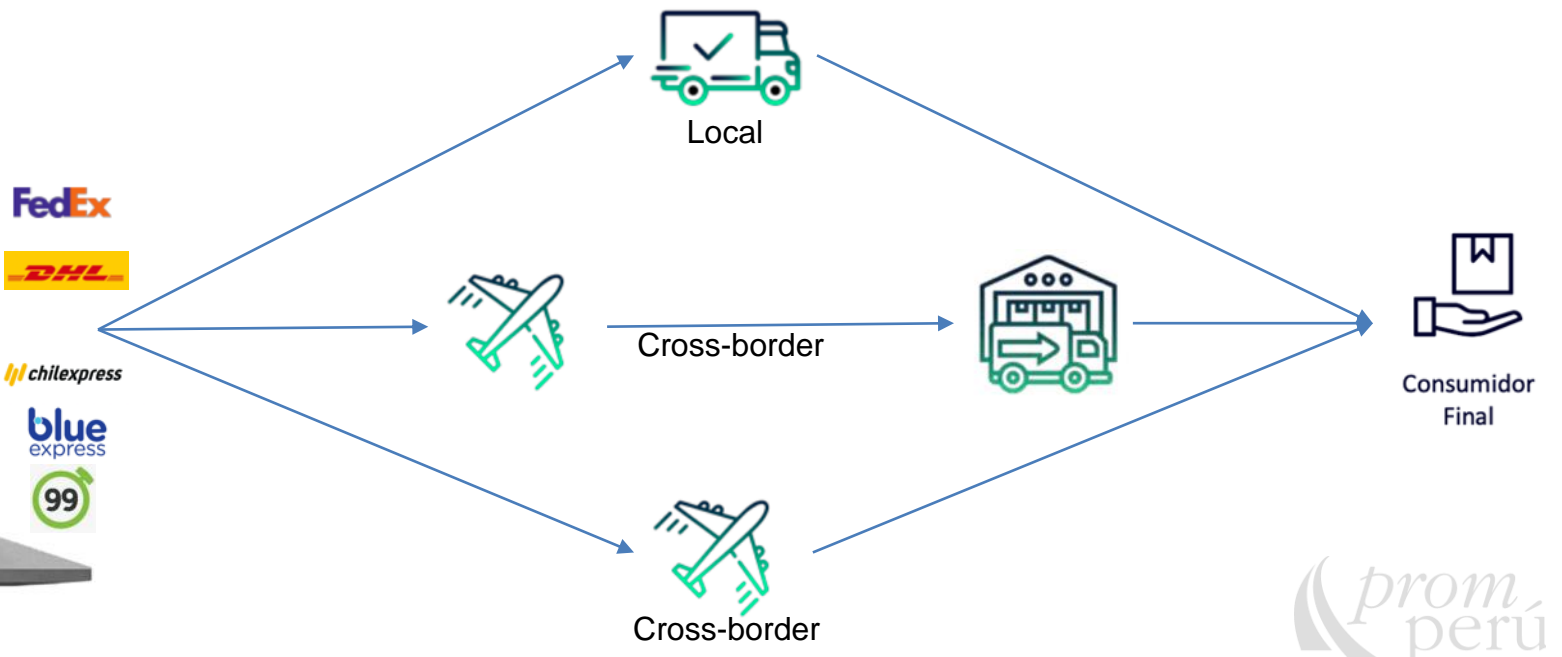 Local
FedEx
DHL
chilexpress
blue
express
99
Cross-border
Consumidor
Final
Cross-border
prom
perú